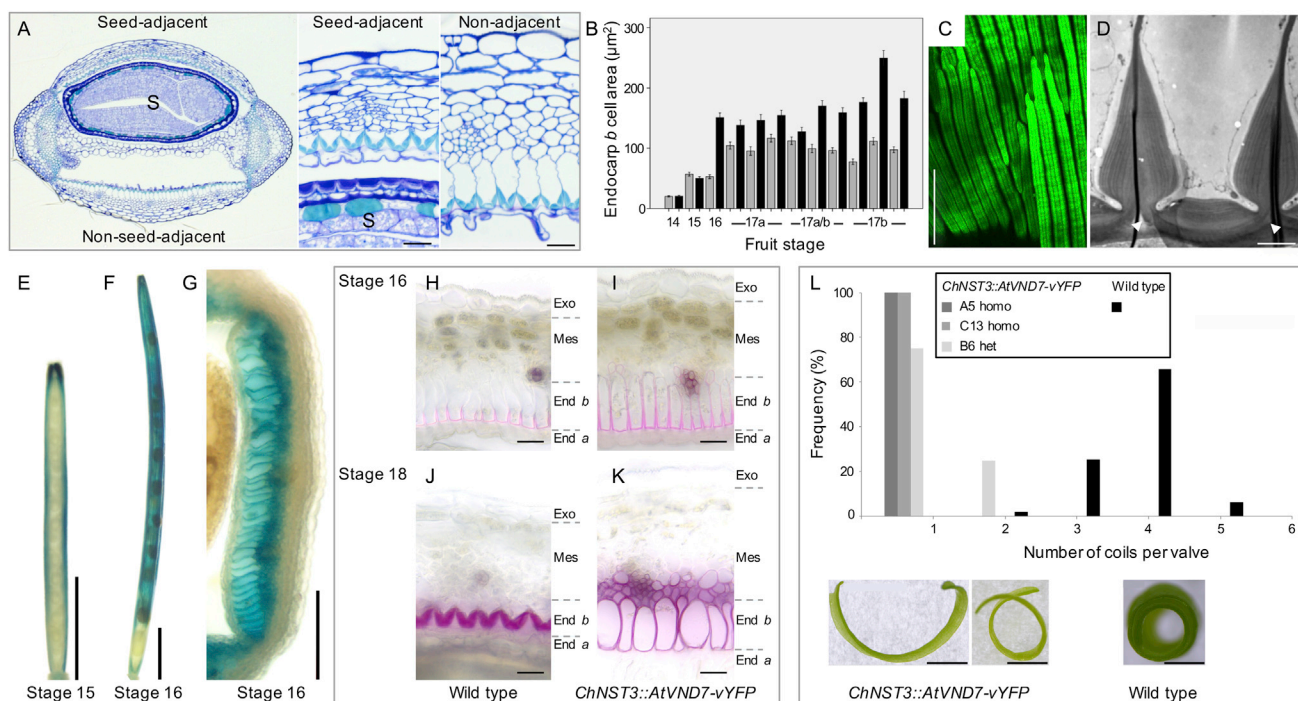 A
Seed-adjacent
S
Non-seed-adjacent
Seed-adjacent
S
Non-adjacent
B
Endocarp b cell area (µm²)
300
200
100
0
14
15
16
17a
17a/b
17b
Fruit stage
C
D
E
F
G
Stage 15
Stage 16
Stage 16
Stage 16
H
I
Exo
Mes
End b
End a
Stage 18
J
K
Exo
Exo
Mes
Mes
End b
End b
End a
End a
Wild type
ChNST3::AtVND7-vYFP
L
ChNST3::AtVND7-vYFP
Wild type
A5 homo
C13 homo
B6 het
Frequency (%)
100
80
60
40
20
0
1
2
3
4
5
6
Number of coils per valve
ChNST3::AtVND7-vYFP
Wild type